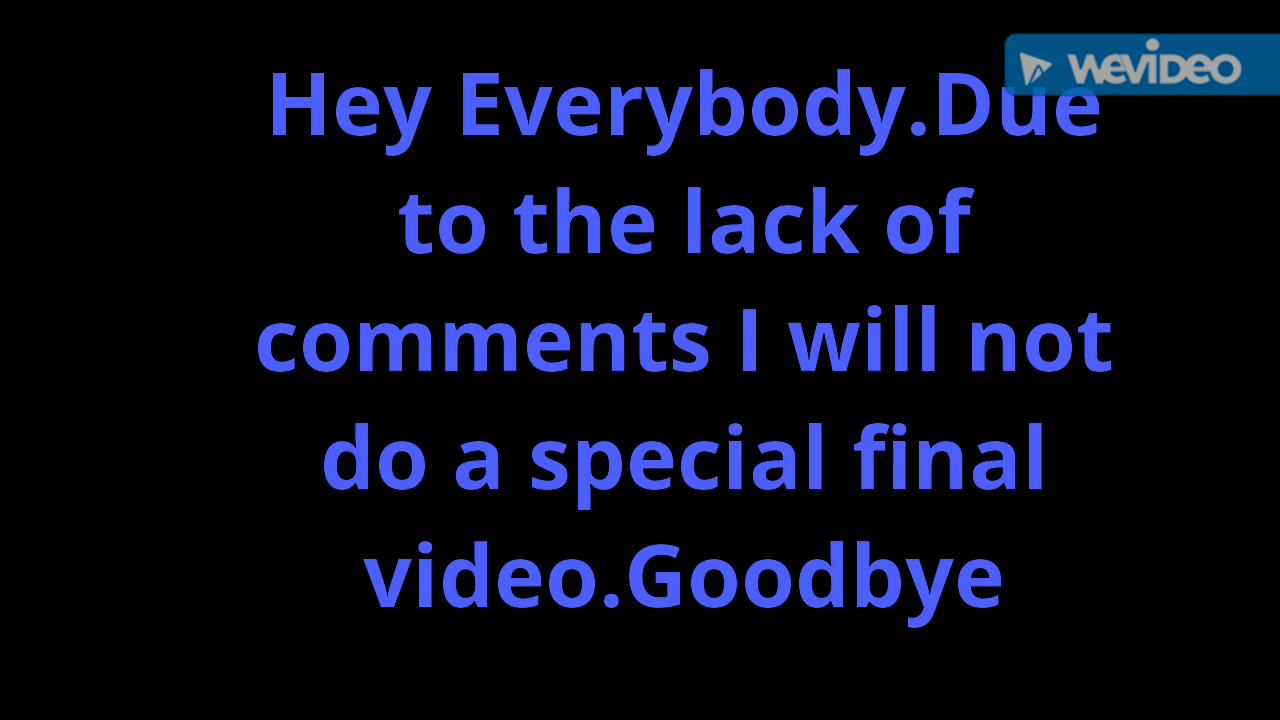 WEVIDEO
Hey Everybody.Due
to the lack of
comments I will not
do a special final
video.Goodbye